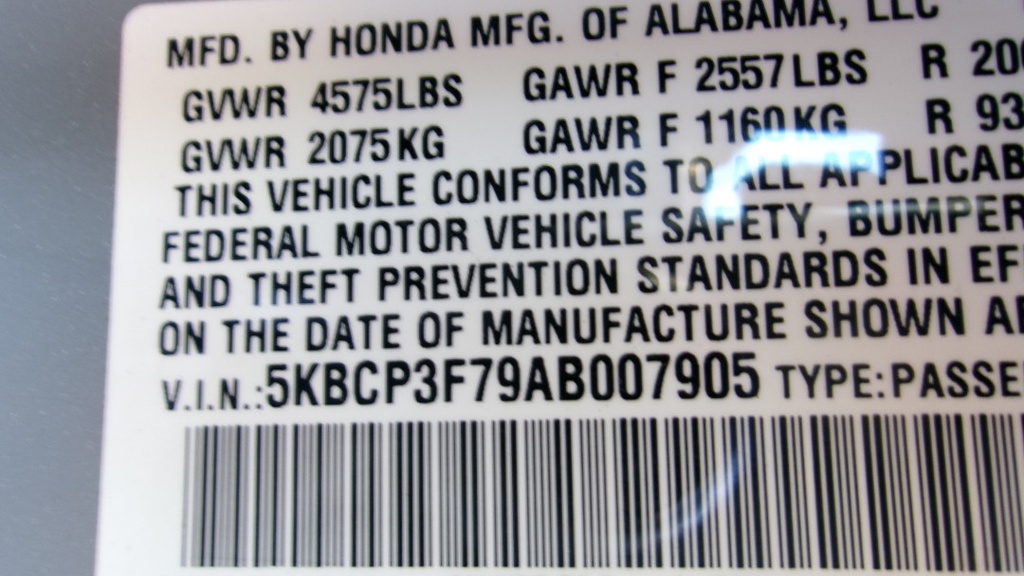 MFD. BY HONDA MFG. OF ALABAMA, LLC
GVWR 4575LBS GAWR F 2557LBS R
GVWR 2075KG GAWR F 1160KG R
THIS VEHICLE CONFORMS TO ALL
FEDERAL MOTOR VEHICLE SAFETY, BUMPER
AND THEFT PREVENTION STANDARDS IN
ON THE DATE OF MANUFACTURE SHOWN
V.I.N.:5KBCP3F79AB007905 TYPE: